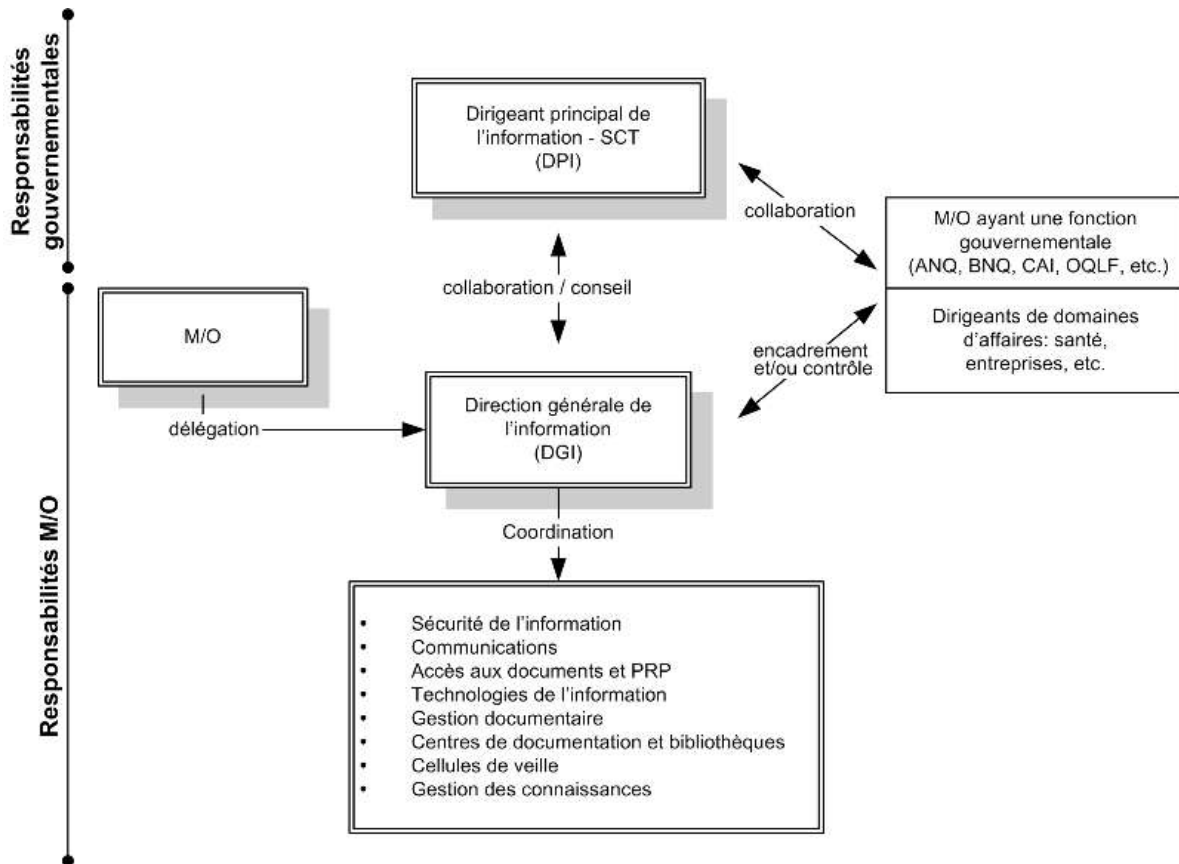 Responsabilités
gouvernementales
Dirigeant principal de
l'information - SCT
(DPI)
collaboration
M/O ayant une fonction
gouvernementale
(ANQ, BNQ, CAI, OQLF, etc.)
collaboration / conseil
Dirigeants de domaines
d'affaires: santé,
entreprises, etc.
M/O
encadrement
et/ou contrôle
Direction générale de
l'information
(DGI)
délégation
Responsabilités M/O
Coordination
• Sécurité de l'information
• Communications
• Accès aux documents et PRP
• Technologies de l'information
• Gestion documentaire
• Centres de documentation et bibliothèques
• Cellules de veille
• Gestion des connaissances